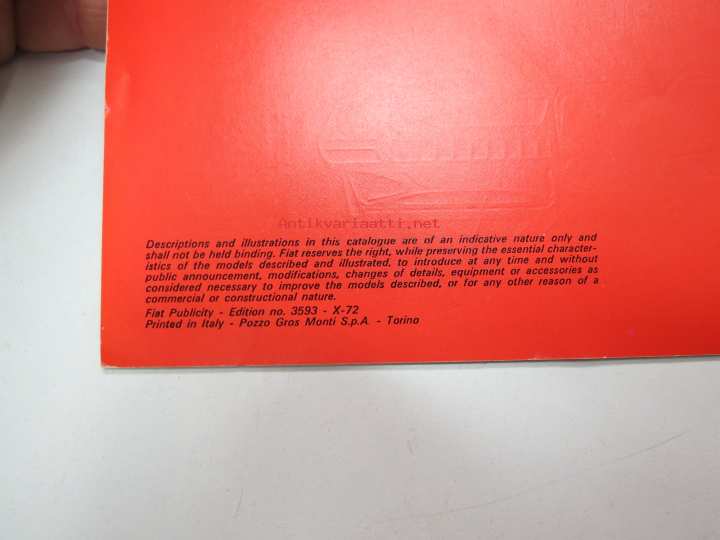 Antikvariaatti.net
Descriptions and illustrations in this catalogue are of an indicative nature only and
shall not be held binding. Fiat reserves the right, while preserving the essential character-
istics of the models described and illustrated, to introduce at any time and without
public announcement, modifications, changes of details, equipment or accessories as
considered necessary to improve the models described, or for any other reason of a
commercial or constructional nature.
Fiat Publicity - Edition no. 3593 - X-72
Printed in Italy - Pozzo Gros Monti S.p.A. - Torino